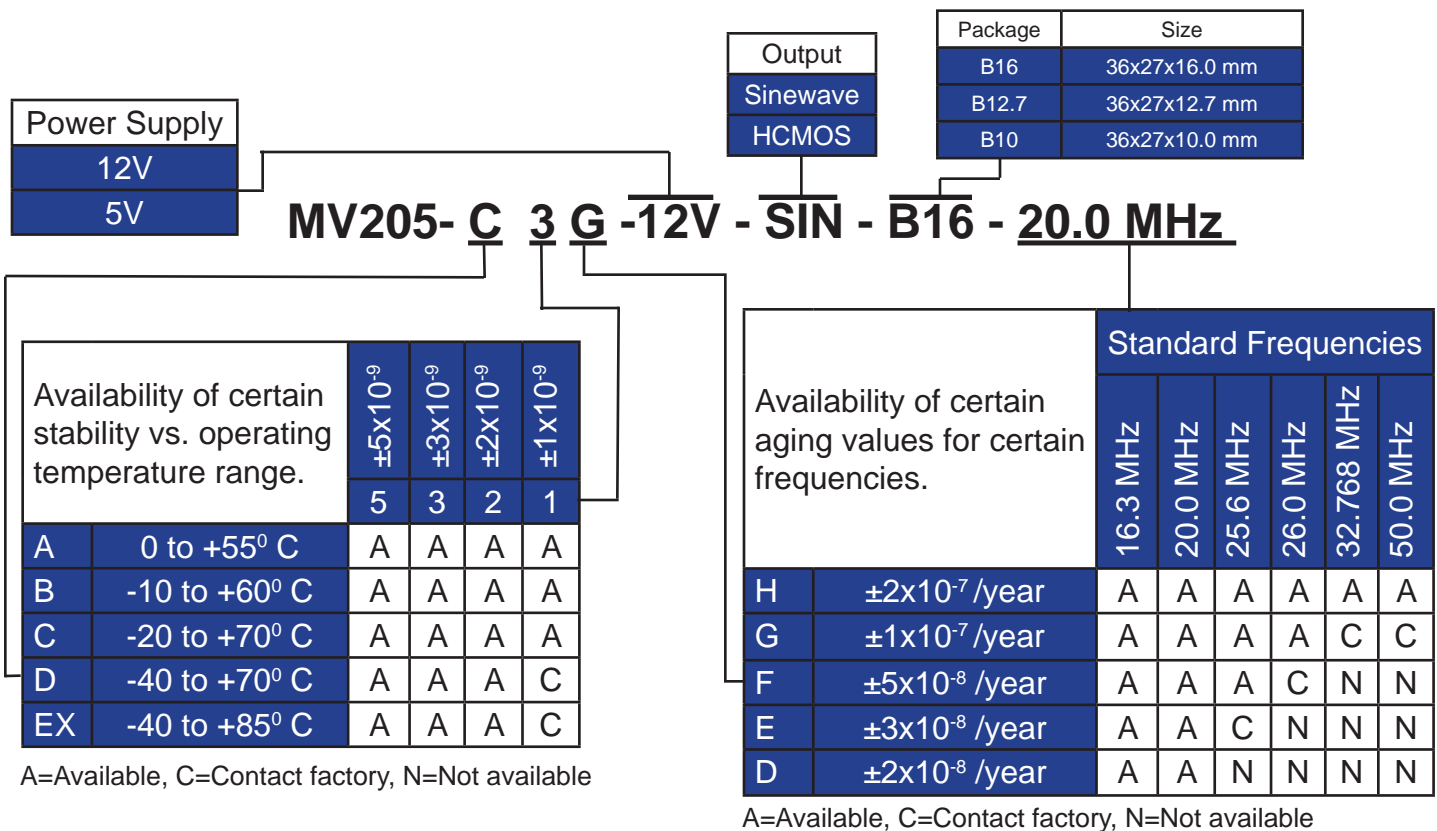 Package Size
B16 36x27x16.0 mm
B12.7 36x27x12.7 mm
B10 36x27x10.0 mm
Output
Sinewave
HCMOS
Power Supply
12V
5V
MV205- C 3 G -12V - SIN - B16 - 20.0 MHz
Availability of certain
stability vs. operating
temperature range.
±5x10⁻⁹ ±3x10⁻⁹ ±2x10⁻⁹ ±1x10⁻⁹
5 3 2 1
A 0 to +55⁰ C A A A A
B -10 to +60⁰ C A A A A
C -20 to +70⁰ C A A A A
D -40 to +70⁰ C A A A C
EX -40 to +85⁰ C A A A C
A=Available, C=Contact factory, N=Not available
Availability of certain
aging values for certain
frequencies.
Standard Frequencies
16.3 MHz 20.0 MHz 25.6 MHz 26.0 MHz 32.768 MHz 50.0 MHz
H ±2x10⁻⁷ /year A A A A A A
G ±1x10⁻⁷ /year A A A A C C
F ±5x10⁻⁸ /year A A A C N N
E ±3x10⁻⁸ /year A A C N N N
D ±2x10⁻⁸ /year A A N N N N
A=Available, C=Contact factory, N=Not available